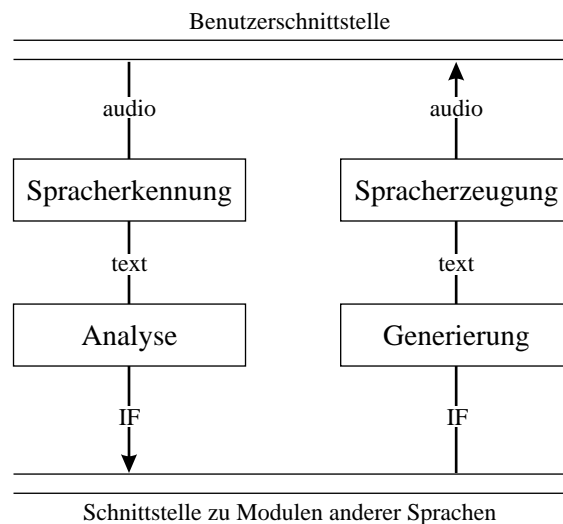 Benutzerschnittstelle
audio audio
Spracherkennung Spracherzeugung
text text
Analyse Generierung
IF IF
Schnittstelle zu Modulen anderer Sprachen